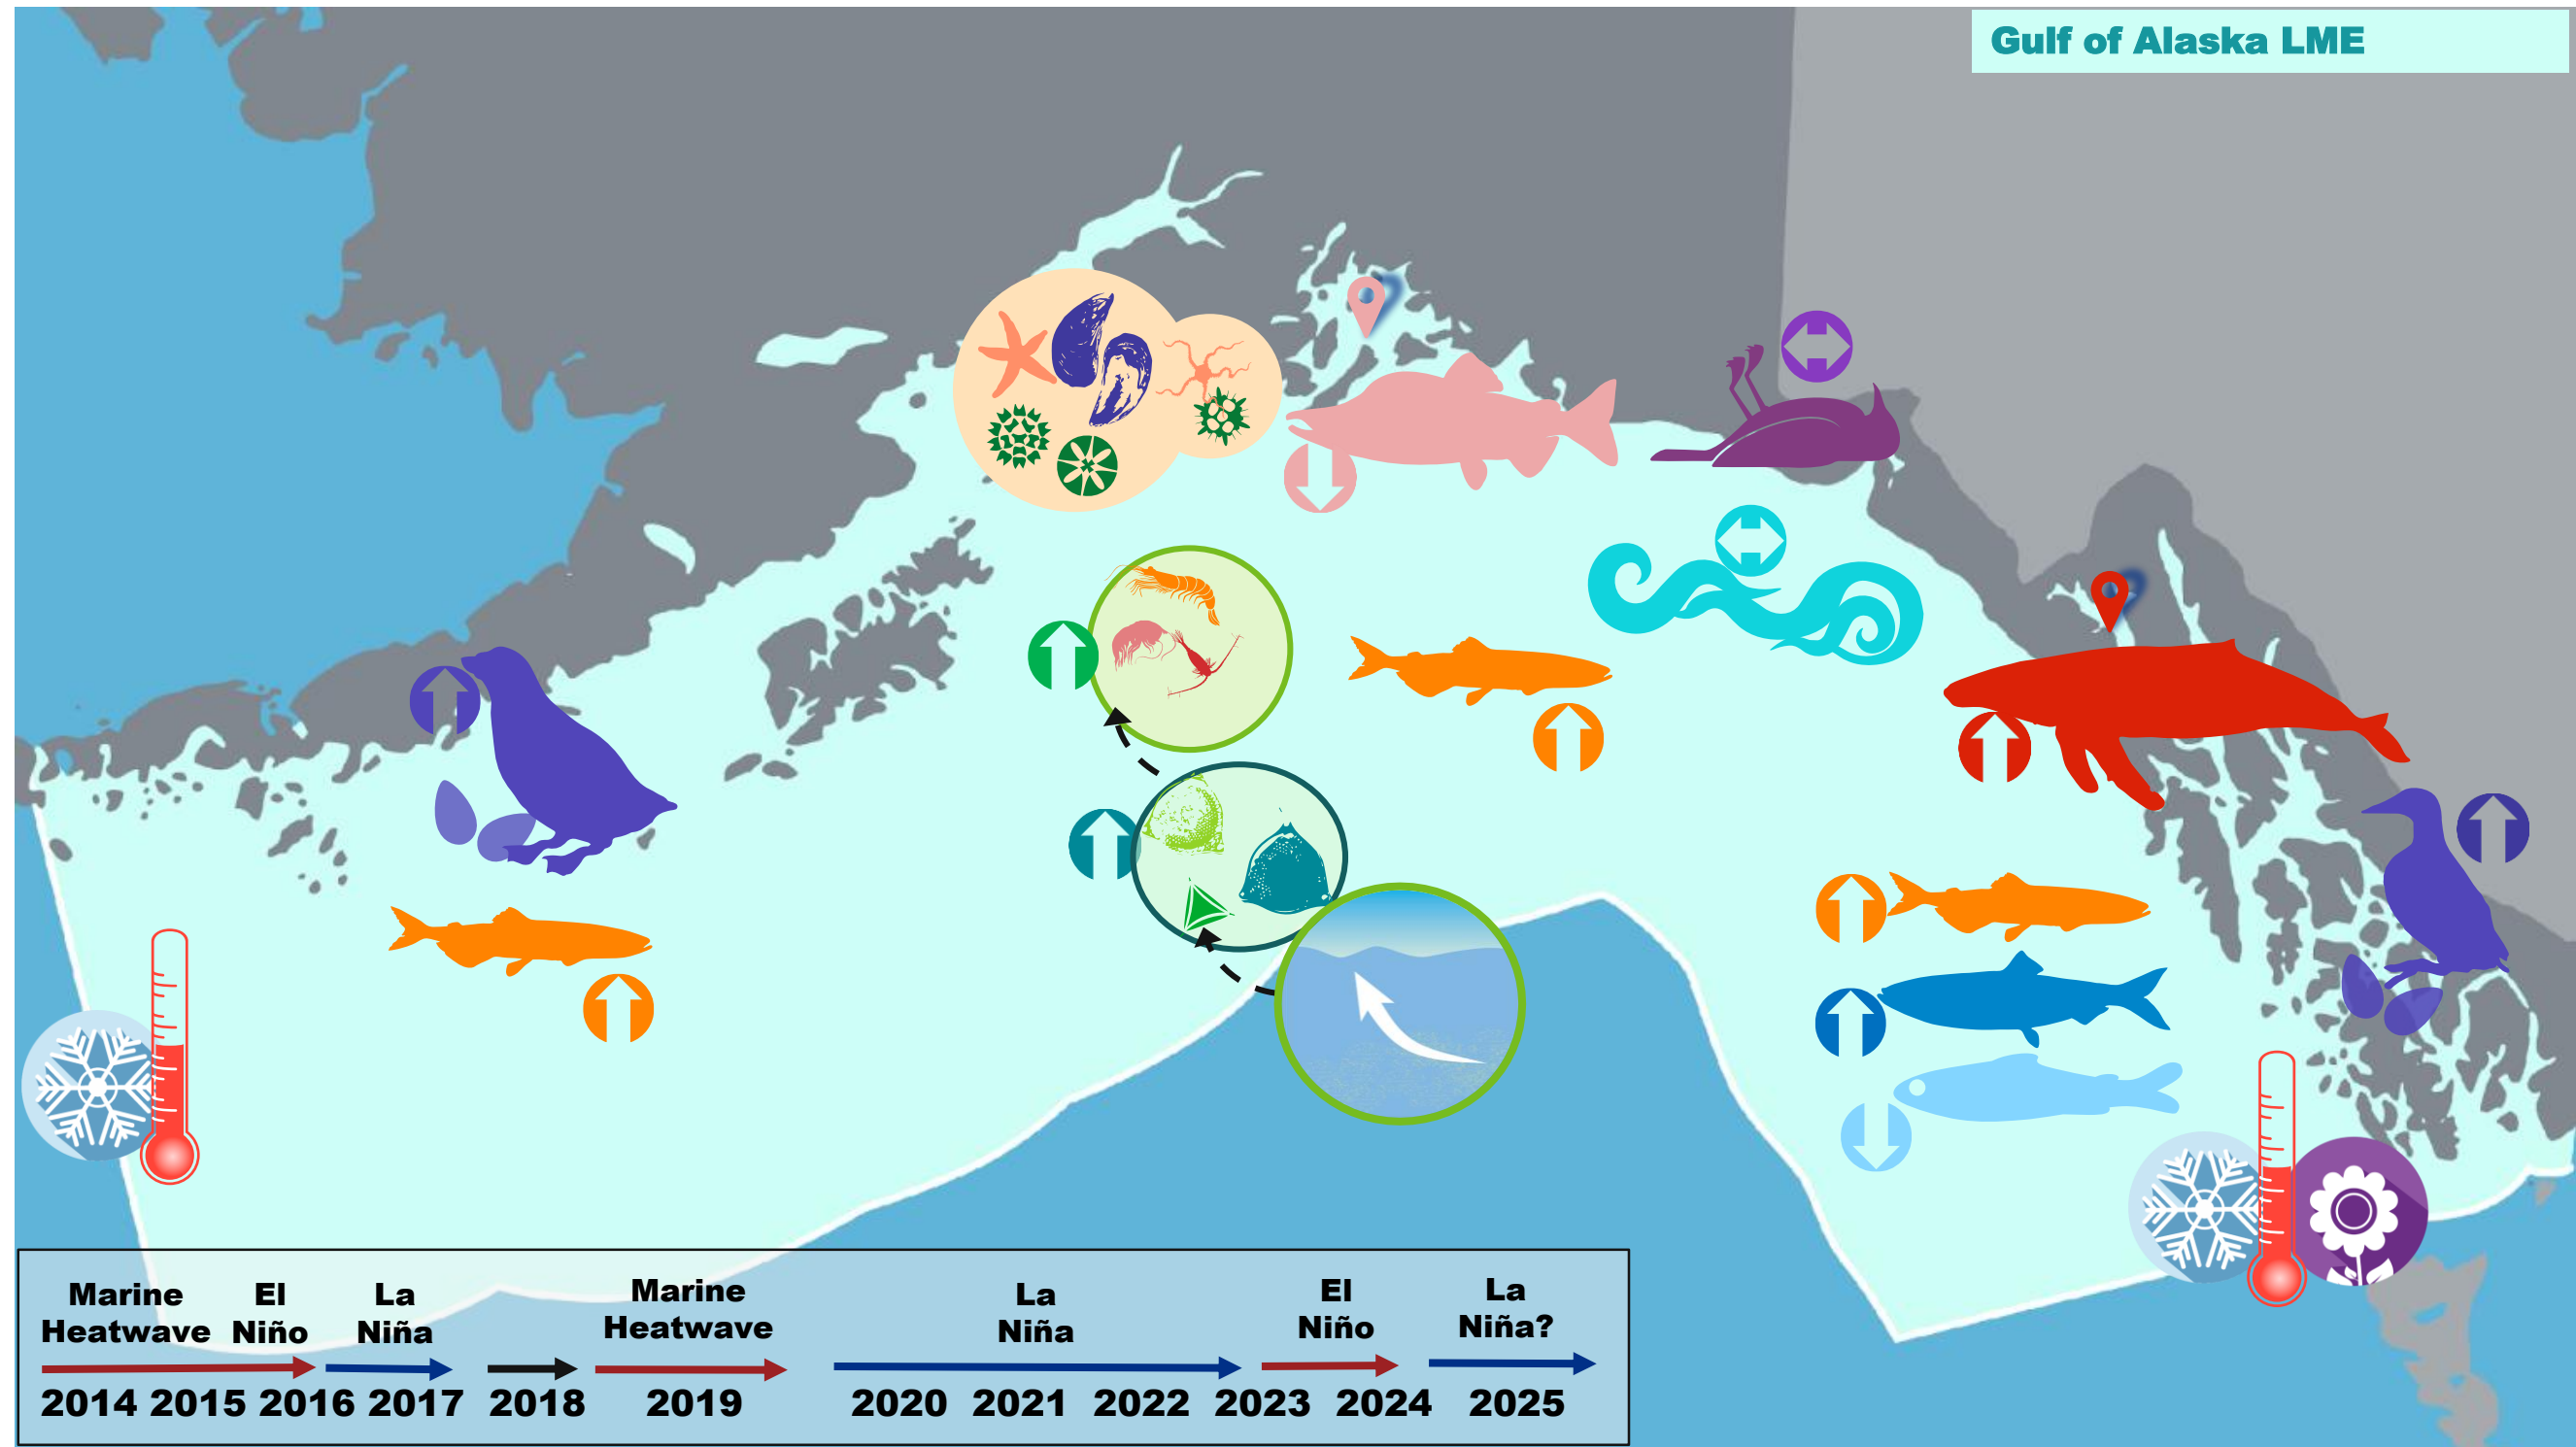 Gulf of Alaska LME
Marine
Heatwave
El
Niño
La
Niña
Marine
Heatwave
La
Niña
El
Niño
La
Niña?
2014 2015 2016 2017 2018 2019 2020 2021 2022 2023 2024 2025